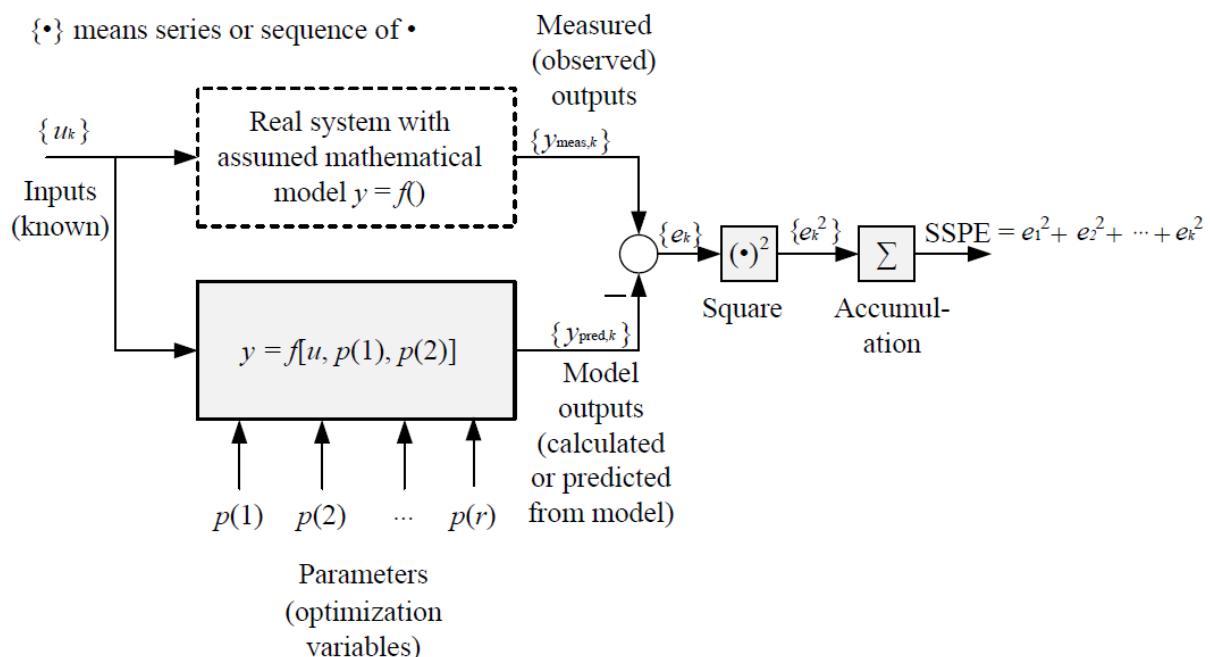 {•} means series or sequence of •
Measured
(observed)
outputs
{uk}
Inputs
(known)
Real system with
assumed mathematical
model y = f()
{ymeas,k}
{ek}
(•)²
Square
{ek²}
Σ
Accumul-
ation
SSPE = e₁² + e₂² + ··· + ek²
–
y = f[u, p(1), p(2)]
{ypred,k}
Model
outputs
(calculated
or predicted
from model)
p(1) p(2) ... p(r)
Parameters
(optimization
variables)